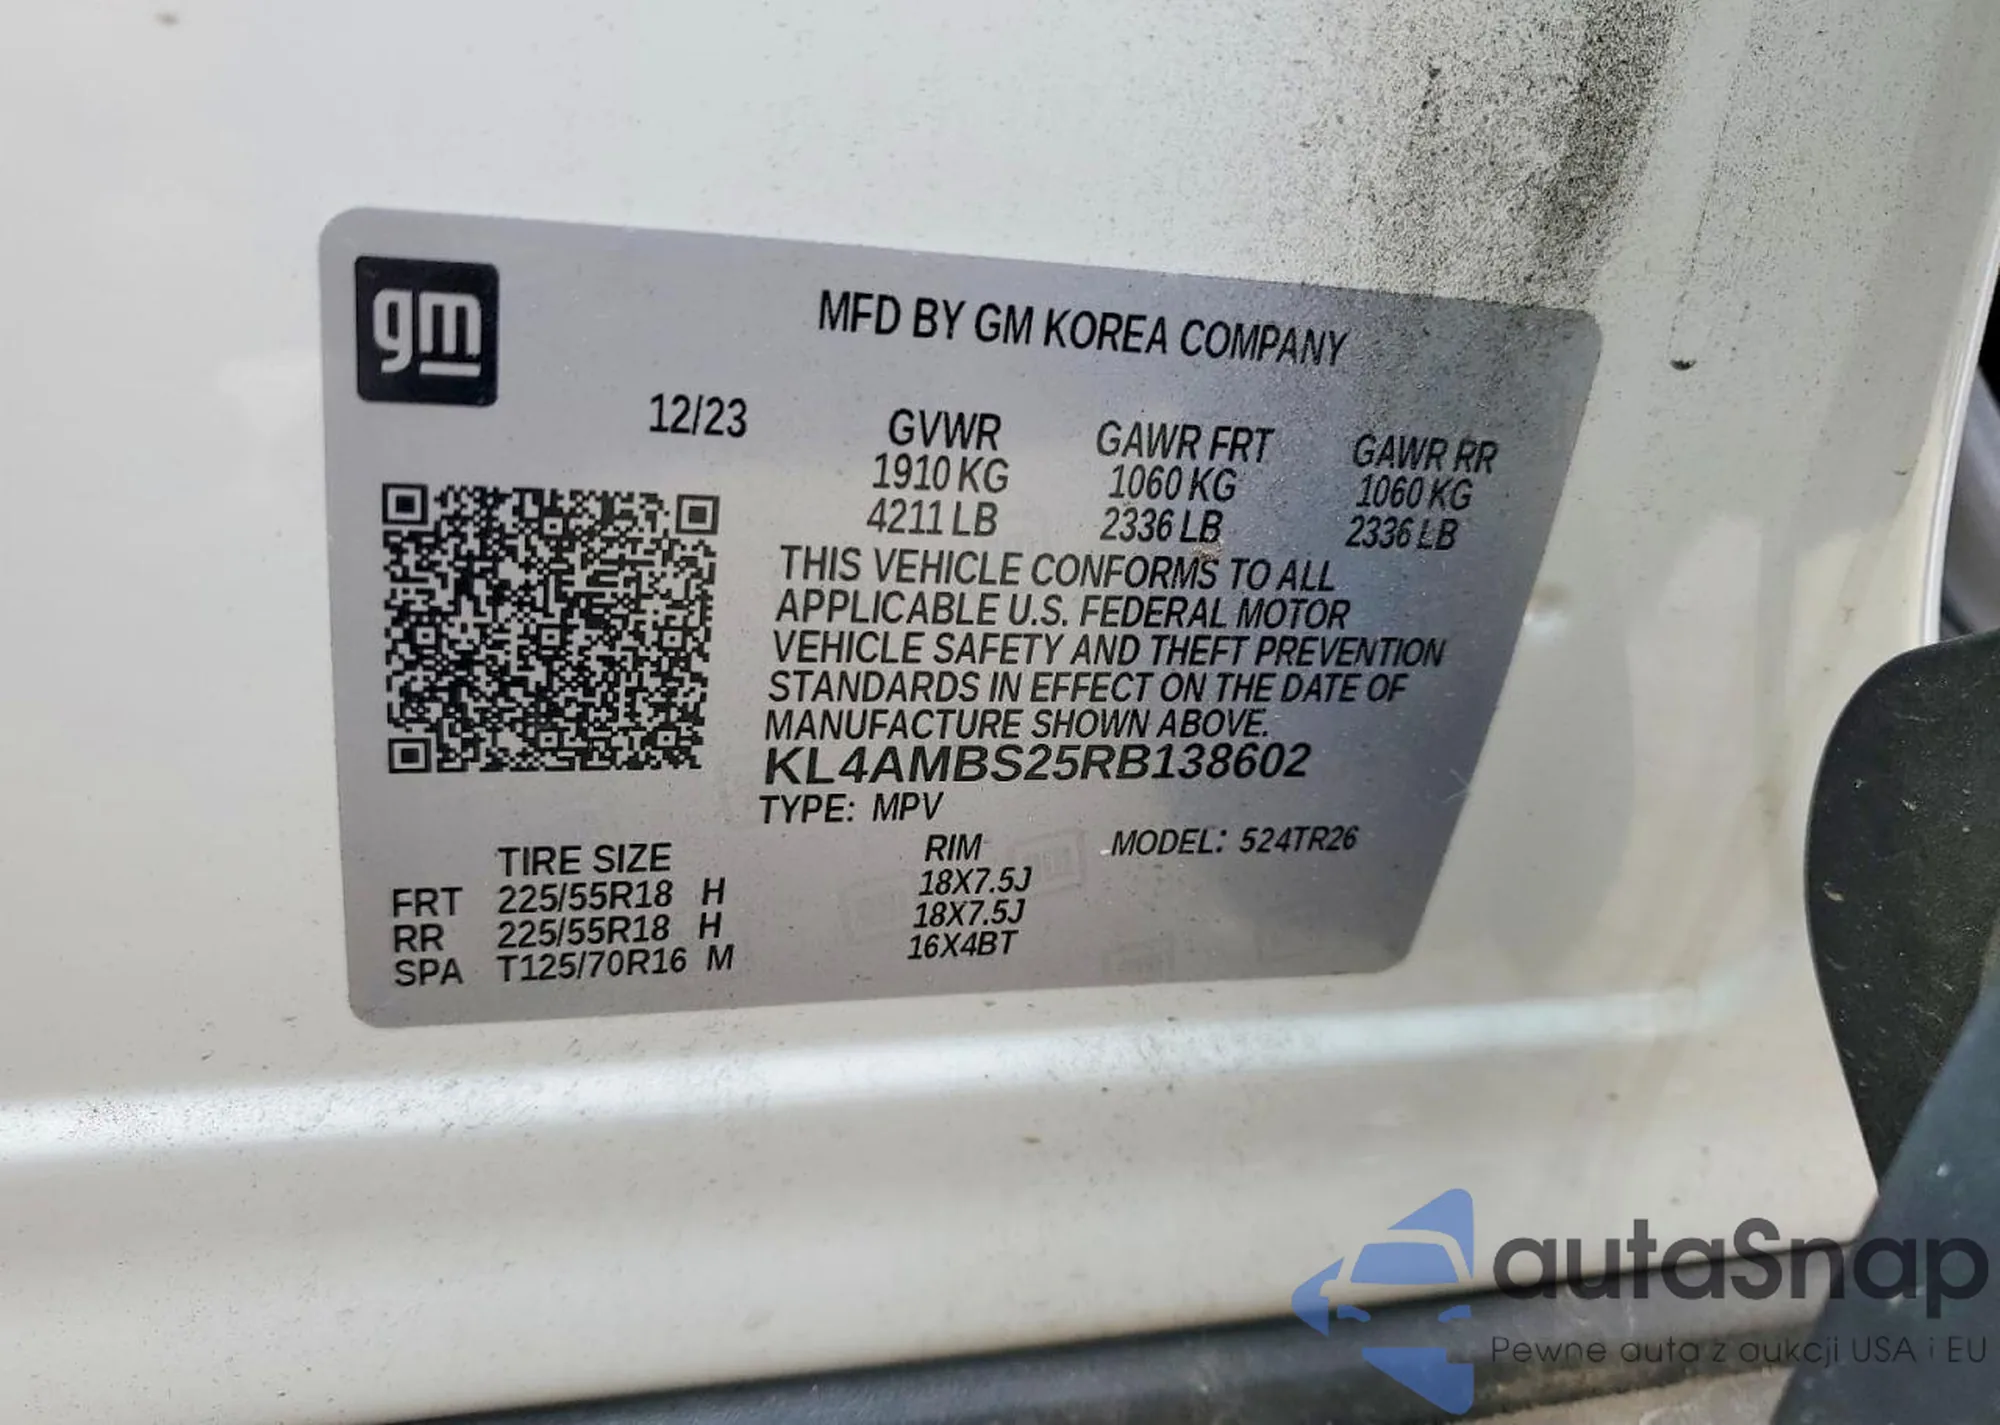 gm
MFD BY GM KOREA COMPANY
12/23 GVWR GAWR FRT GAWR RR
1910 KG 1060 KG 1060 KG
4211 LB 2336 LB 2336 LB
THIS VEHICLE CONFORMS TO ALL
APPLICABLE U.S. FEDERAL MOTOR
VEHICLE SAFETY AND THEFT PREVENTION
STANDARDS IN EFFECT ON THE DATE OF
MANUFACTURE SHOWN ABOVE.
KL4AMBS25RB138602
TYPE: MPV
TIRE SIZE RIM MODEL: 524TR26
FRT 225/55R18 H 18X7.5J
RR 225/55R18 H 18X7.5J
SPA T125/70R16 M 16X4BT
autaSnap
Pewne auta z aukcji USA i EU